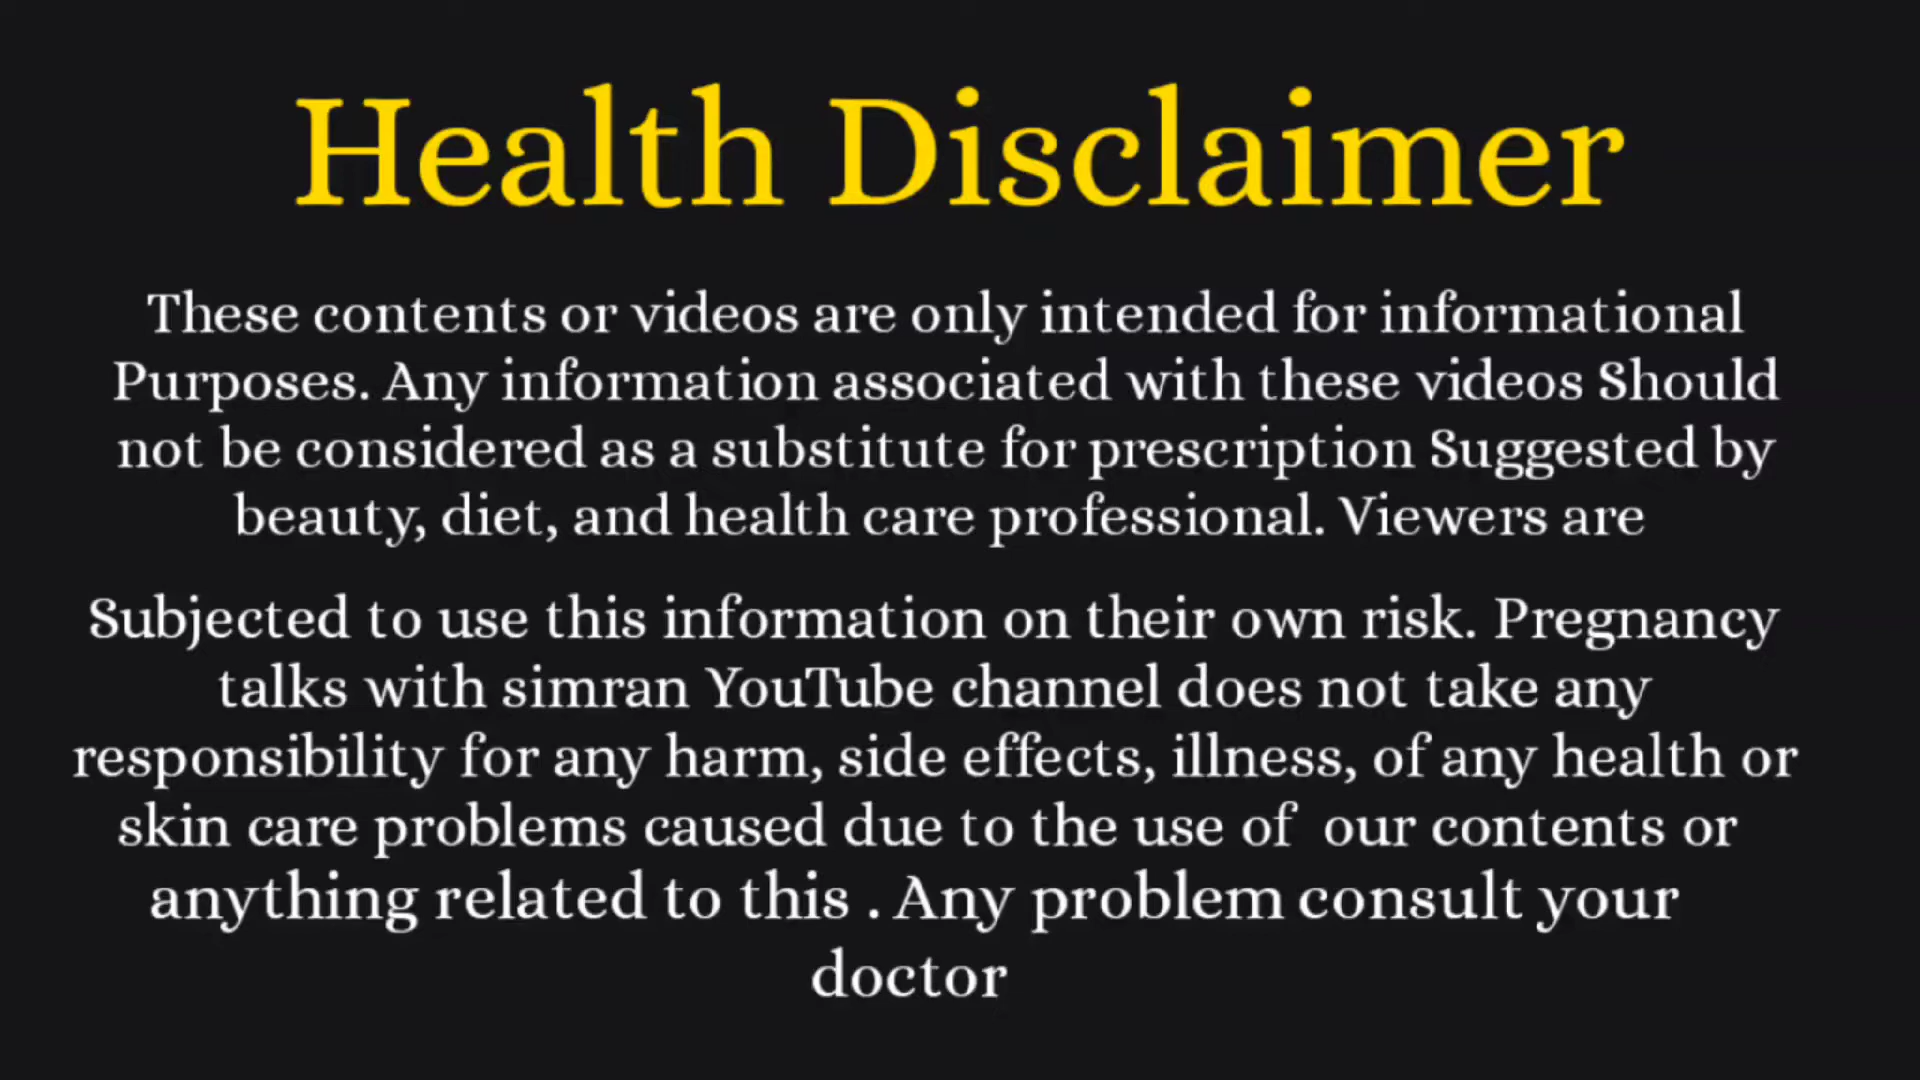 Health Disclaimer
These contents or videos are only intended for informational
Purposes. Any information associated with these videos Should
not be considered as a substitute for prescription Suggested by
beauty, diet, and health care professional. Viewers are
Subjected to use this information on their own risk. Pregnancy
talks with simran YouTube channel does not take any
responsibility for any harm, side effects, illness, of any health or
skin care problems caused due to the use of our contents or
anything related to this . Any problem consult your
doctor